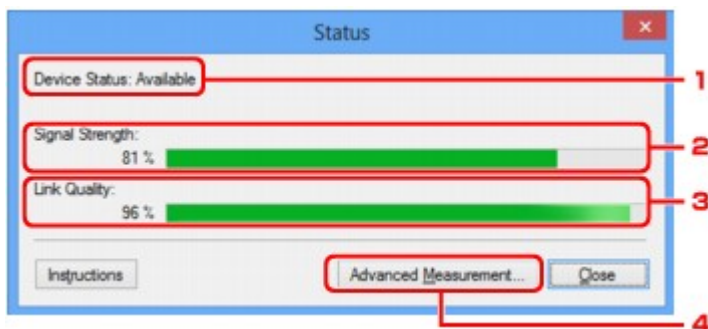 Status
Device Status: Available
1
Signal Strength:
81 %
2
Link Quality:
96 %
3
Instructions
Advanced Measurement...
Close
4